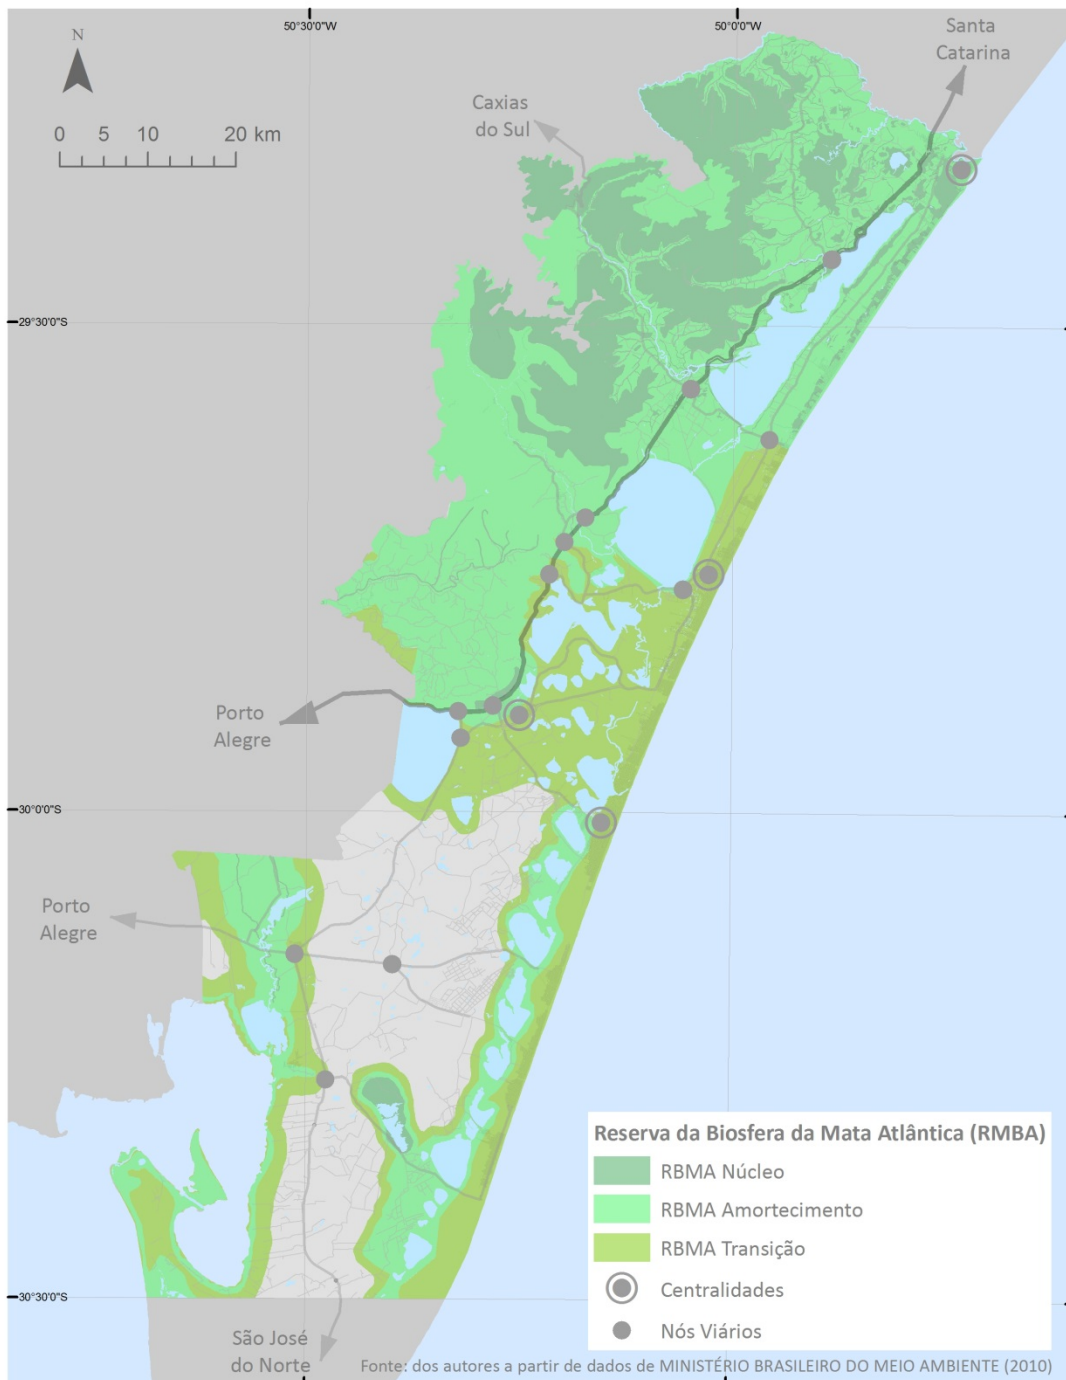 50°30'0"W
50°0'0"W
Santa
Catarina
N
Caxias
do Sul
0 5 10 20 km
29°30'0"S
Porto
Alegre
30°0'0"S
Porto
Alegre
Reserva da Biosfera da Mata Atlântica (RMBA)
RBMA Núcleo
RBMA Amortecimento
RBMA Transição
Centralidades
Nós Viários
30°30'0"S
São José
do Norte
Fonte: dos autores a partir de dados de MINISTÉRIO BRASILEIRO DO MEIO AMBIENTE (2010)